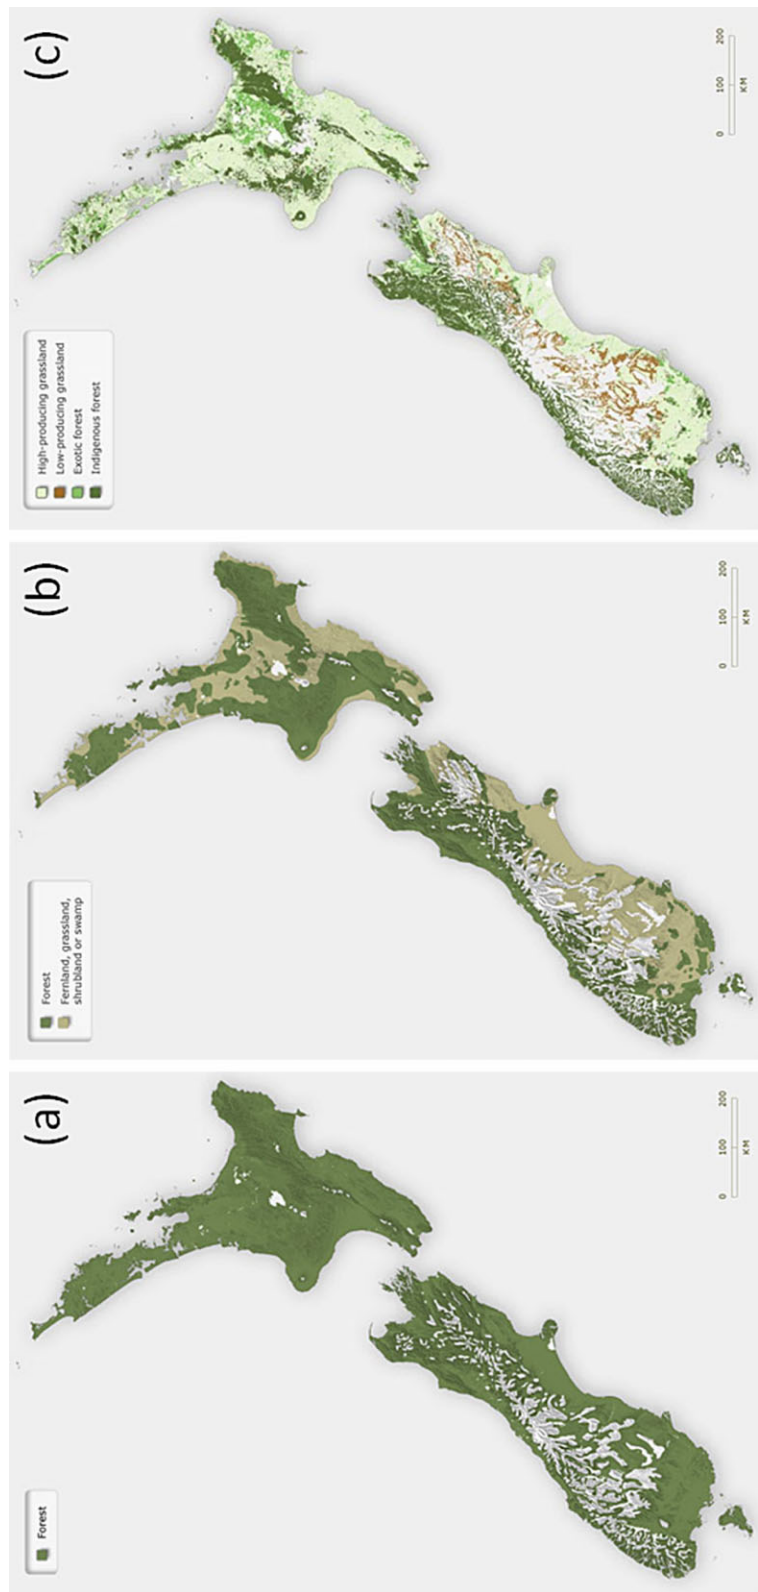 (a)
Forest
0 100 200
KM
(b)
Forest
Fernland, grassland,
shrubland or swamp
0 100 200
KM
(c)
High-producing grassland
Low-producing grassland
Exotic forest
Indigenous forest
0 100 200
KM